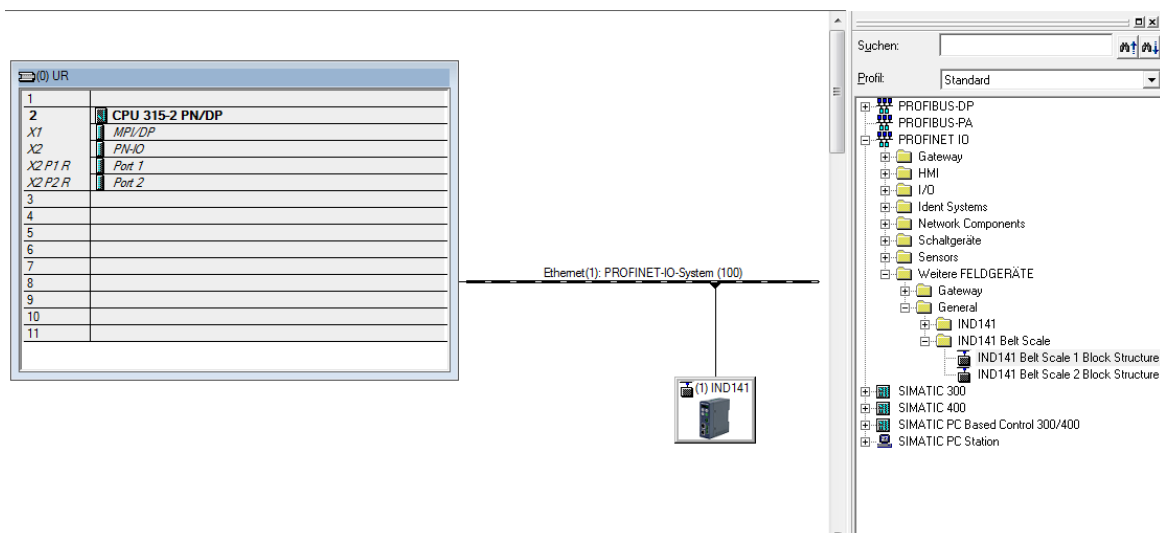 (0) UR
1
2 CPU 315-2 PN/DP
X1 MPI/DP
X2 PN-IO
X2 P1 R Port 1
X2 P2 R Port 2
3
4
5
6
7
8
9
10
11
Ethernet(1): PROFINET-IO-System (100)
(1) IND141
Suchen:
Profil: Standard
PROFIBUS-DP
PROFIBUS-PA
PROFINET IO
Gateway
HMI
I/O
Ident Systems
Network Components
Schaltgeräte
Sensors
Weitere FELDGERÄTE
Gateway
General
IND141
IND141 Belt Scale
IND141 Belt Scale 1 Block Structure
IND141 Belt Scale 2 Block Structure
SIMATIC 300
SIMATIC 400
SIMATIC PC Based Control 300/400
SIMATIC PC Station